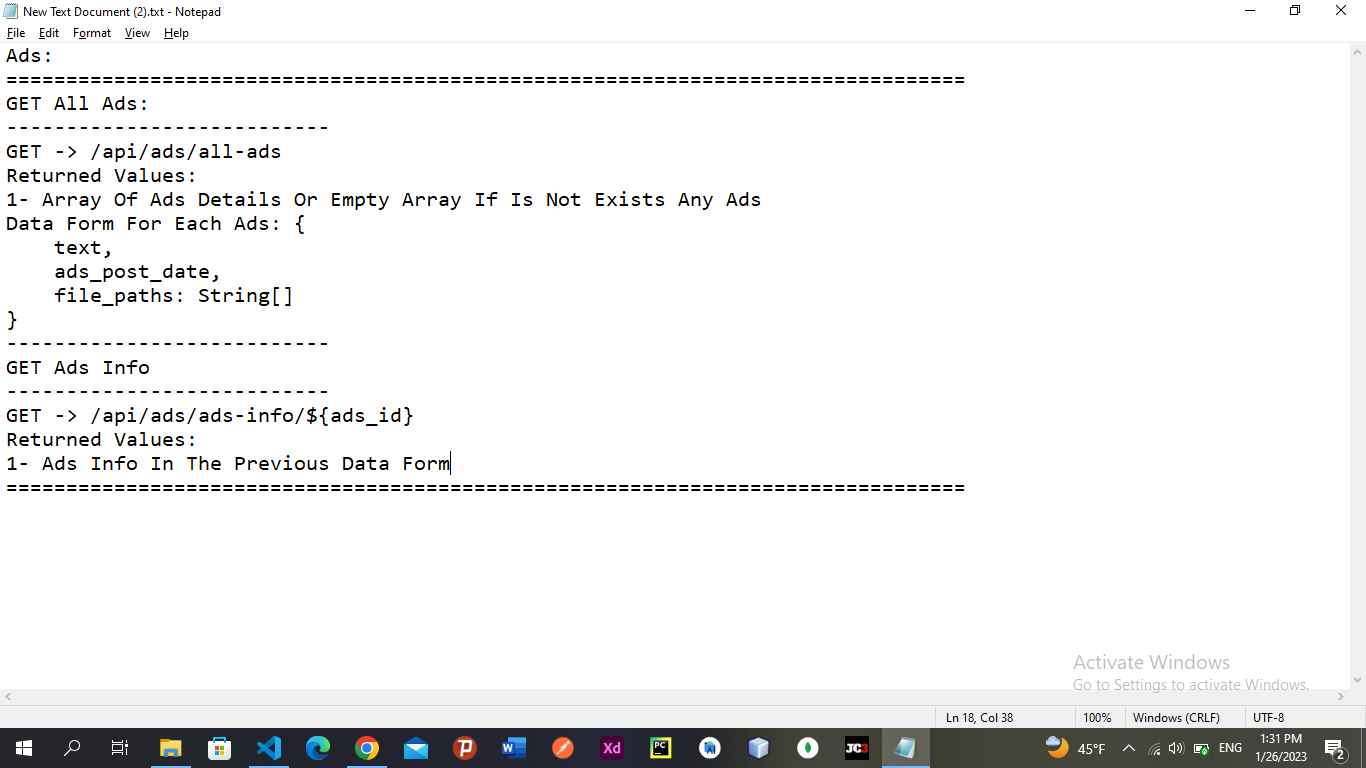 New Text Document (2).txt - Notepad
File Edit Format View Help
Ads:
================================================================================
GET All Ads:
---------------------------
GET -> /api/ads/all-ads
Returned Values:
1- Array Of Ads Details Or Empty Array If Is Not Exists Any Ads
Data Form For Each Ads: {
    text,
    ads_post_date,
    file_paths: String[]
}
---------------------------
GET Ads Info
---------------------------
GET -> /api/ads/ads-info/${ads_id}
Returned Values:
1- Ads Info In The Previous Data Form
================================================================================
Activate Windows
Go to Settings to activate Windows.
Ln 18, Col 38 100% Windows (CRLF) UTF-8
Xd PC JC3 45°F ENG 1:31 PM
1/26/2023 2